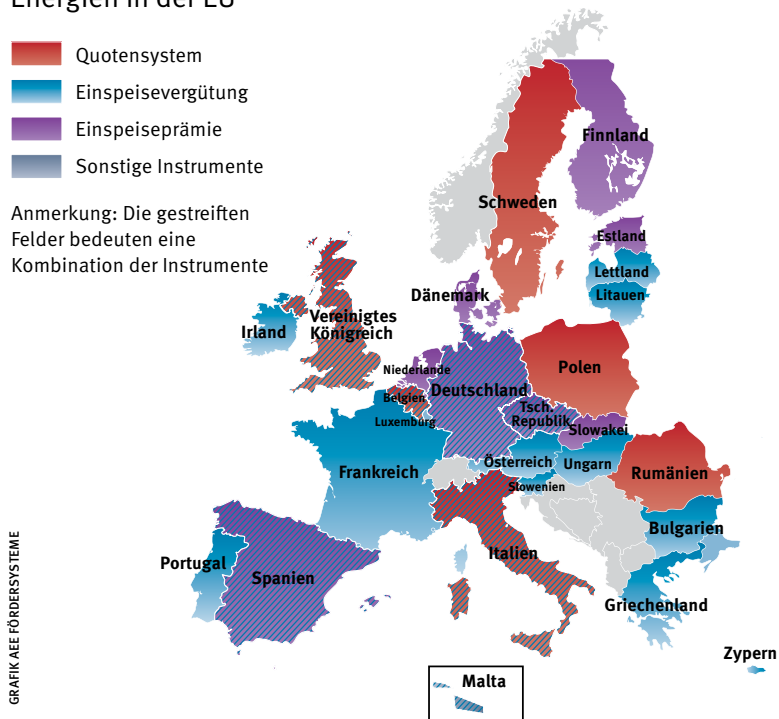 Energien in der EU
Quotensystem
Einspeisevergütung
Einspeiseprämie
Sonstige Instrumente
Anmerkung: Die gestreiften
Felder bedeuten eine
Kombination der Instrumente
Finnland
Schweden
Estland
Lettland
Litauen
Dänemark
Vereinigtes
Königreich
Irland
Niederlande
Polen
Deutschland
Belgien
Tsch.
Republik
Luxemburg
Slowakei
Österreich
Ungarn
Frankreich
Rumänien
Slowenien
Bulgarien
Italien
Portugal
Spanien
Griechenland
Zypern
Malta
GRAFIK AEE FÖRDERSYSTEME